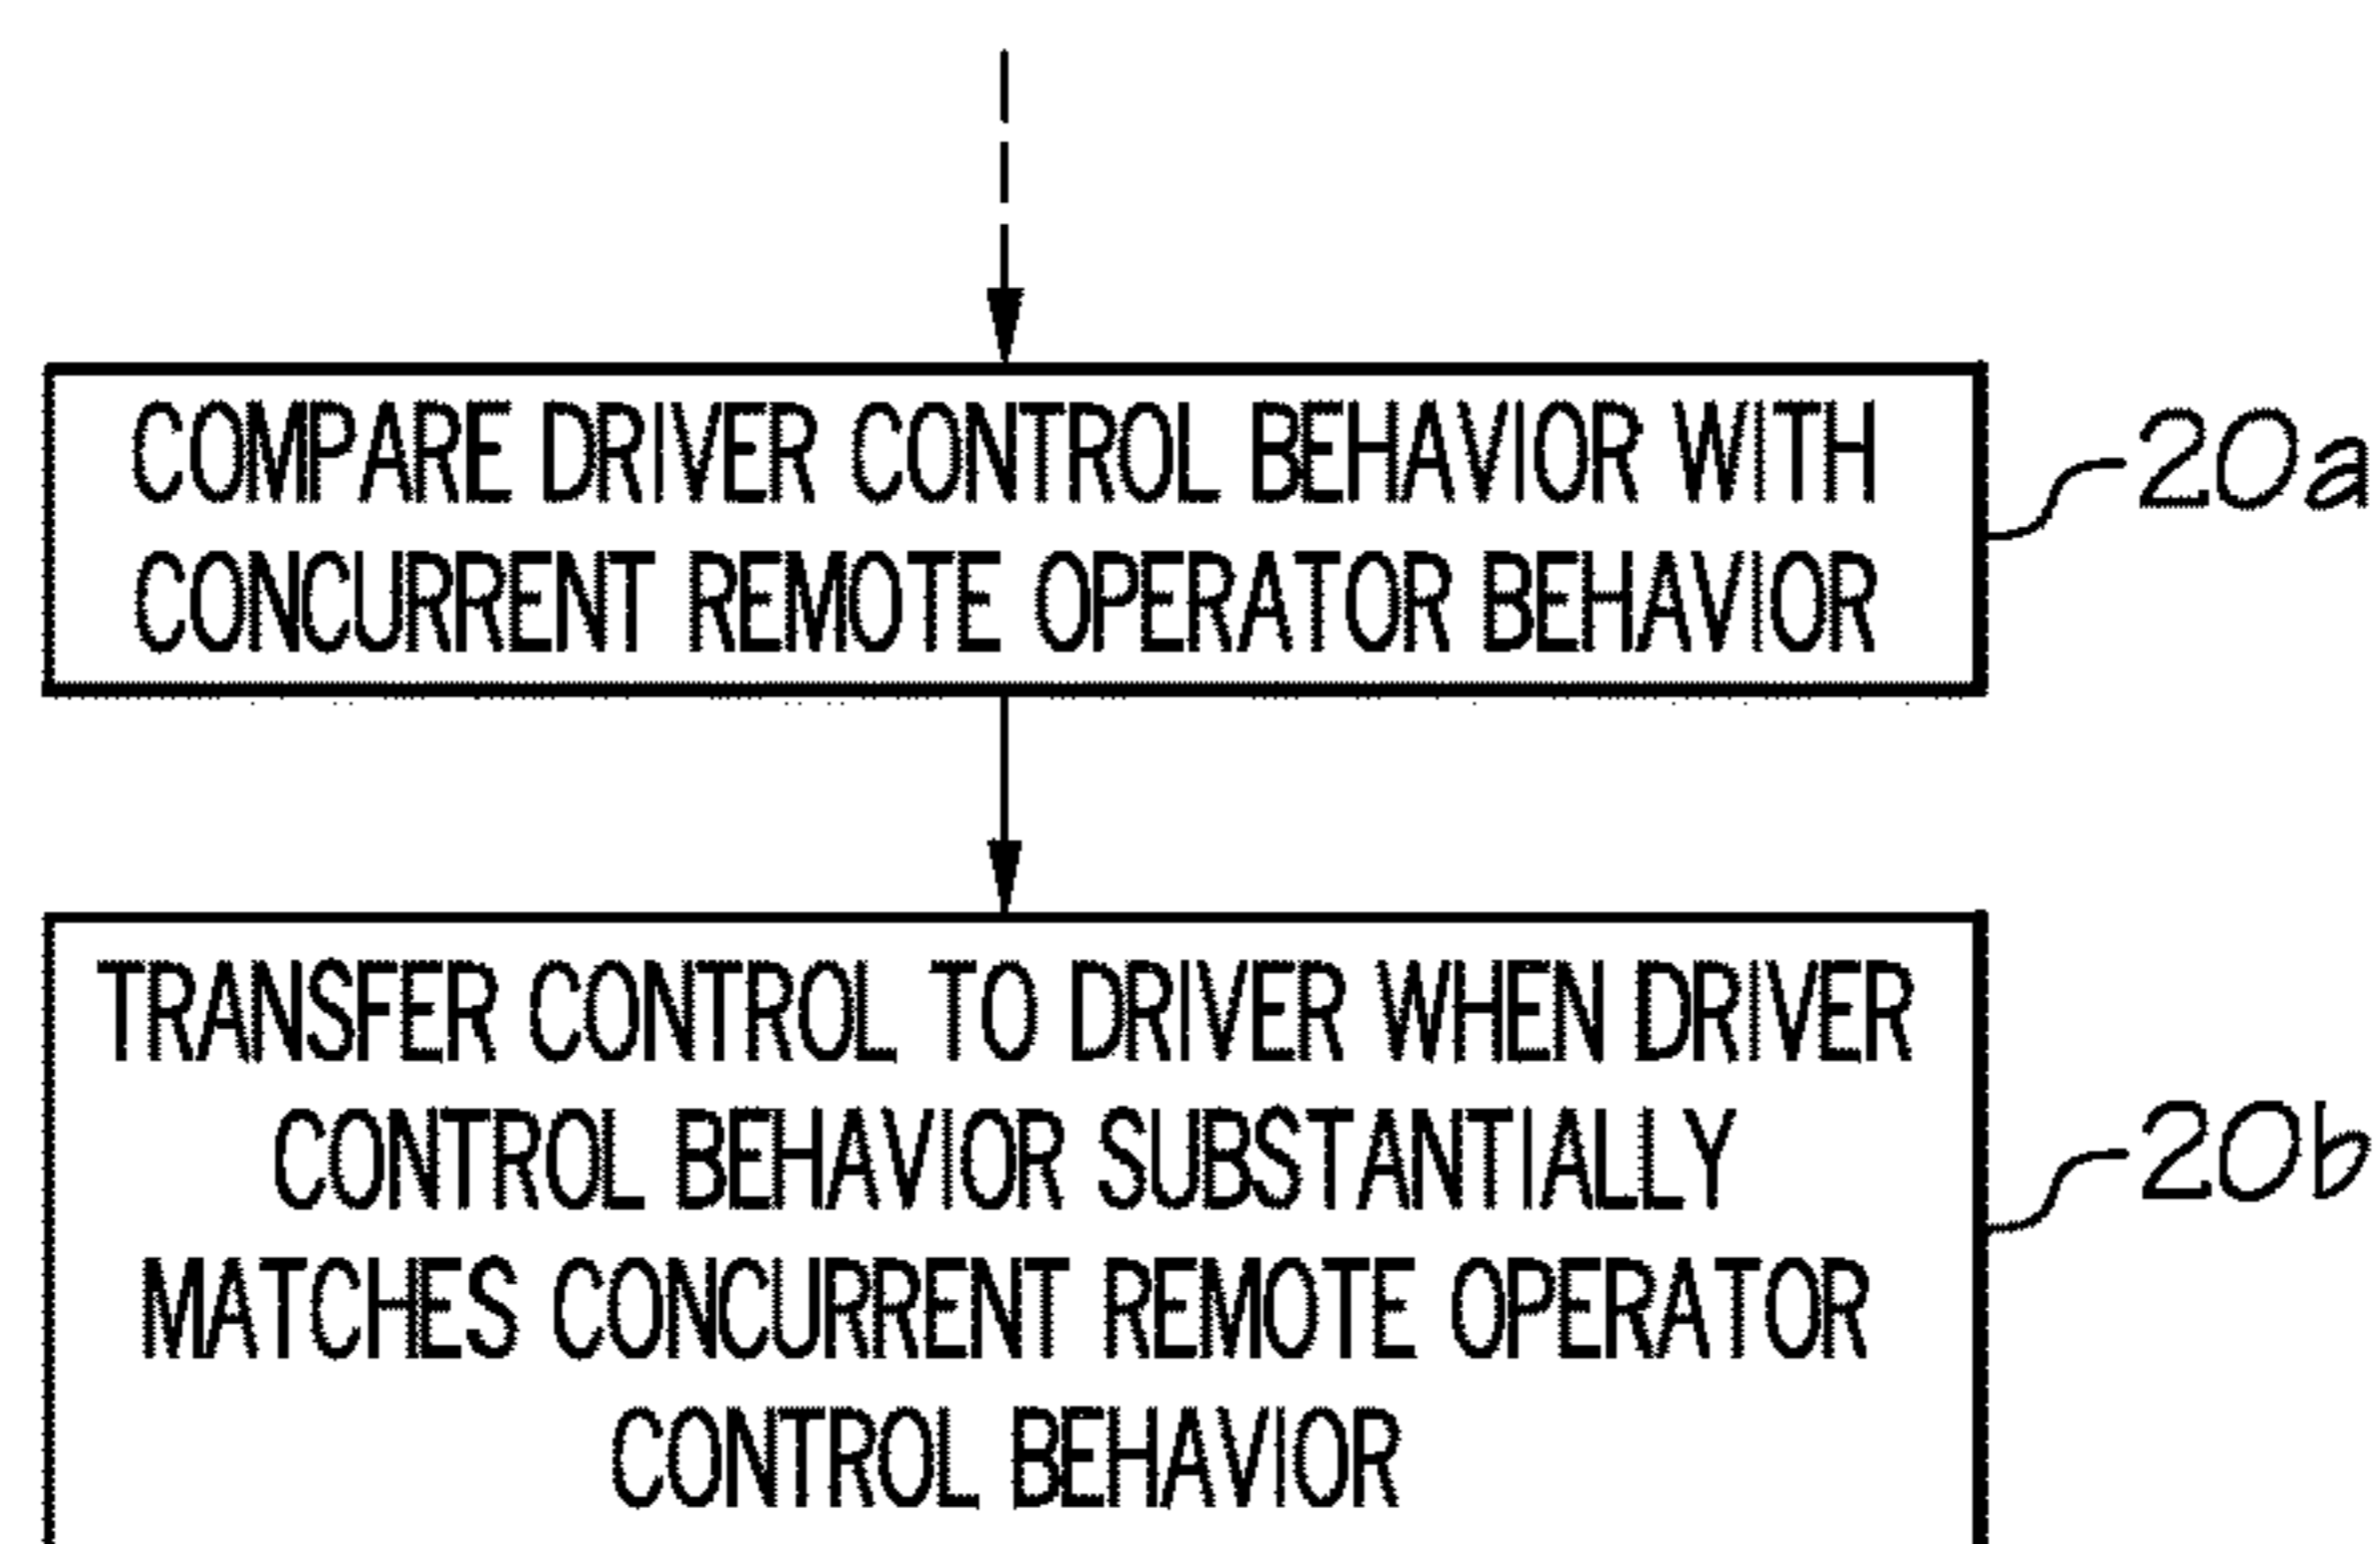 COMPARE DRIVER CONTROL BEHAVIOR WITH
CONCURRENT REMOTE OPERATOR BEHAVIOR
20a
TRANSFER CONTROL TO DRIVER WHEN DRIVER
CONTROL BEHAVIOR SUBSTANTIALLY
MATCHES CONCURRENT REMOTE OPERATOR
CONTROL BEHAVIOR
20b